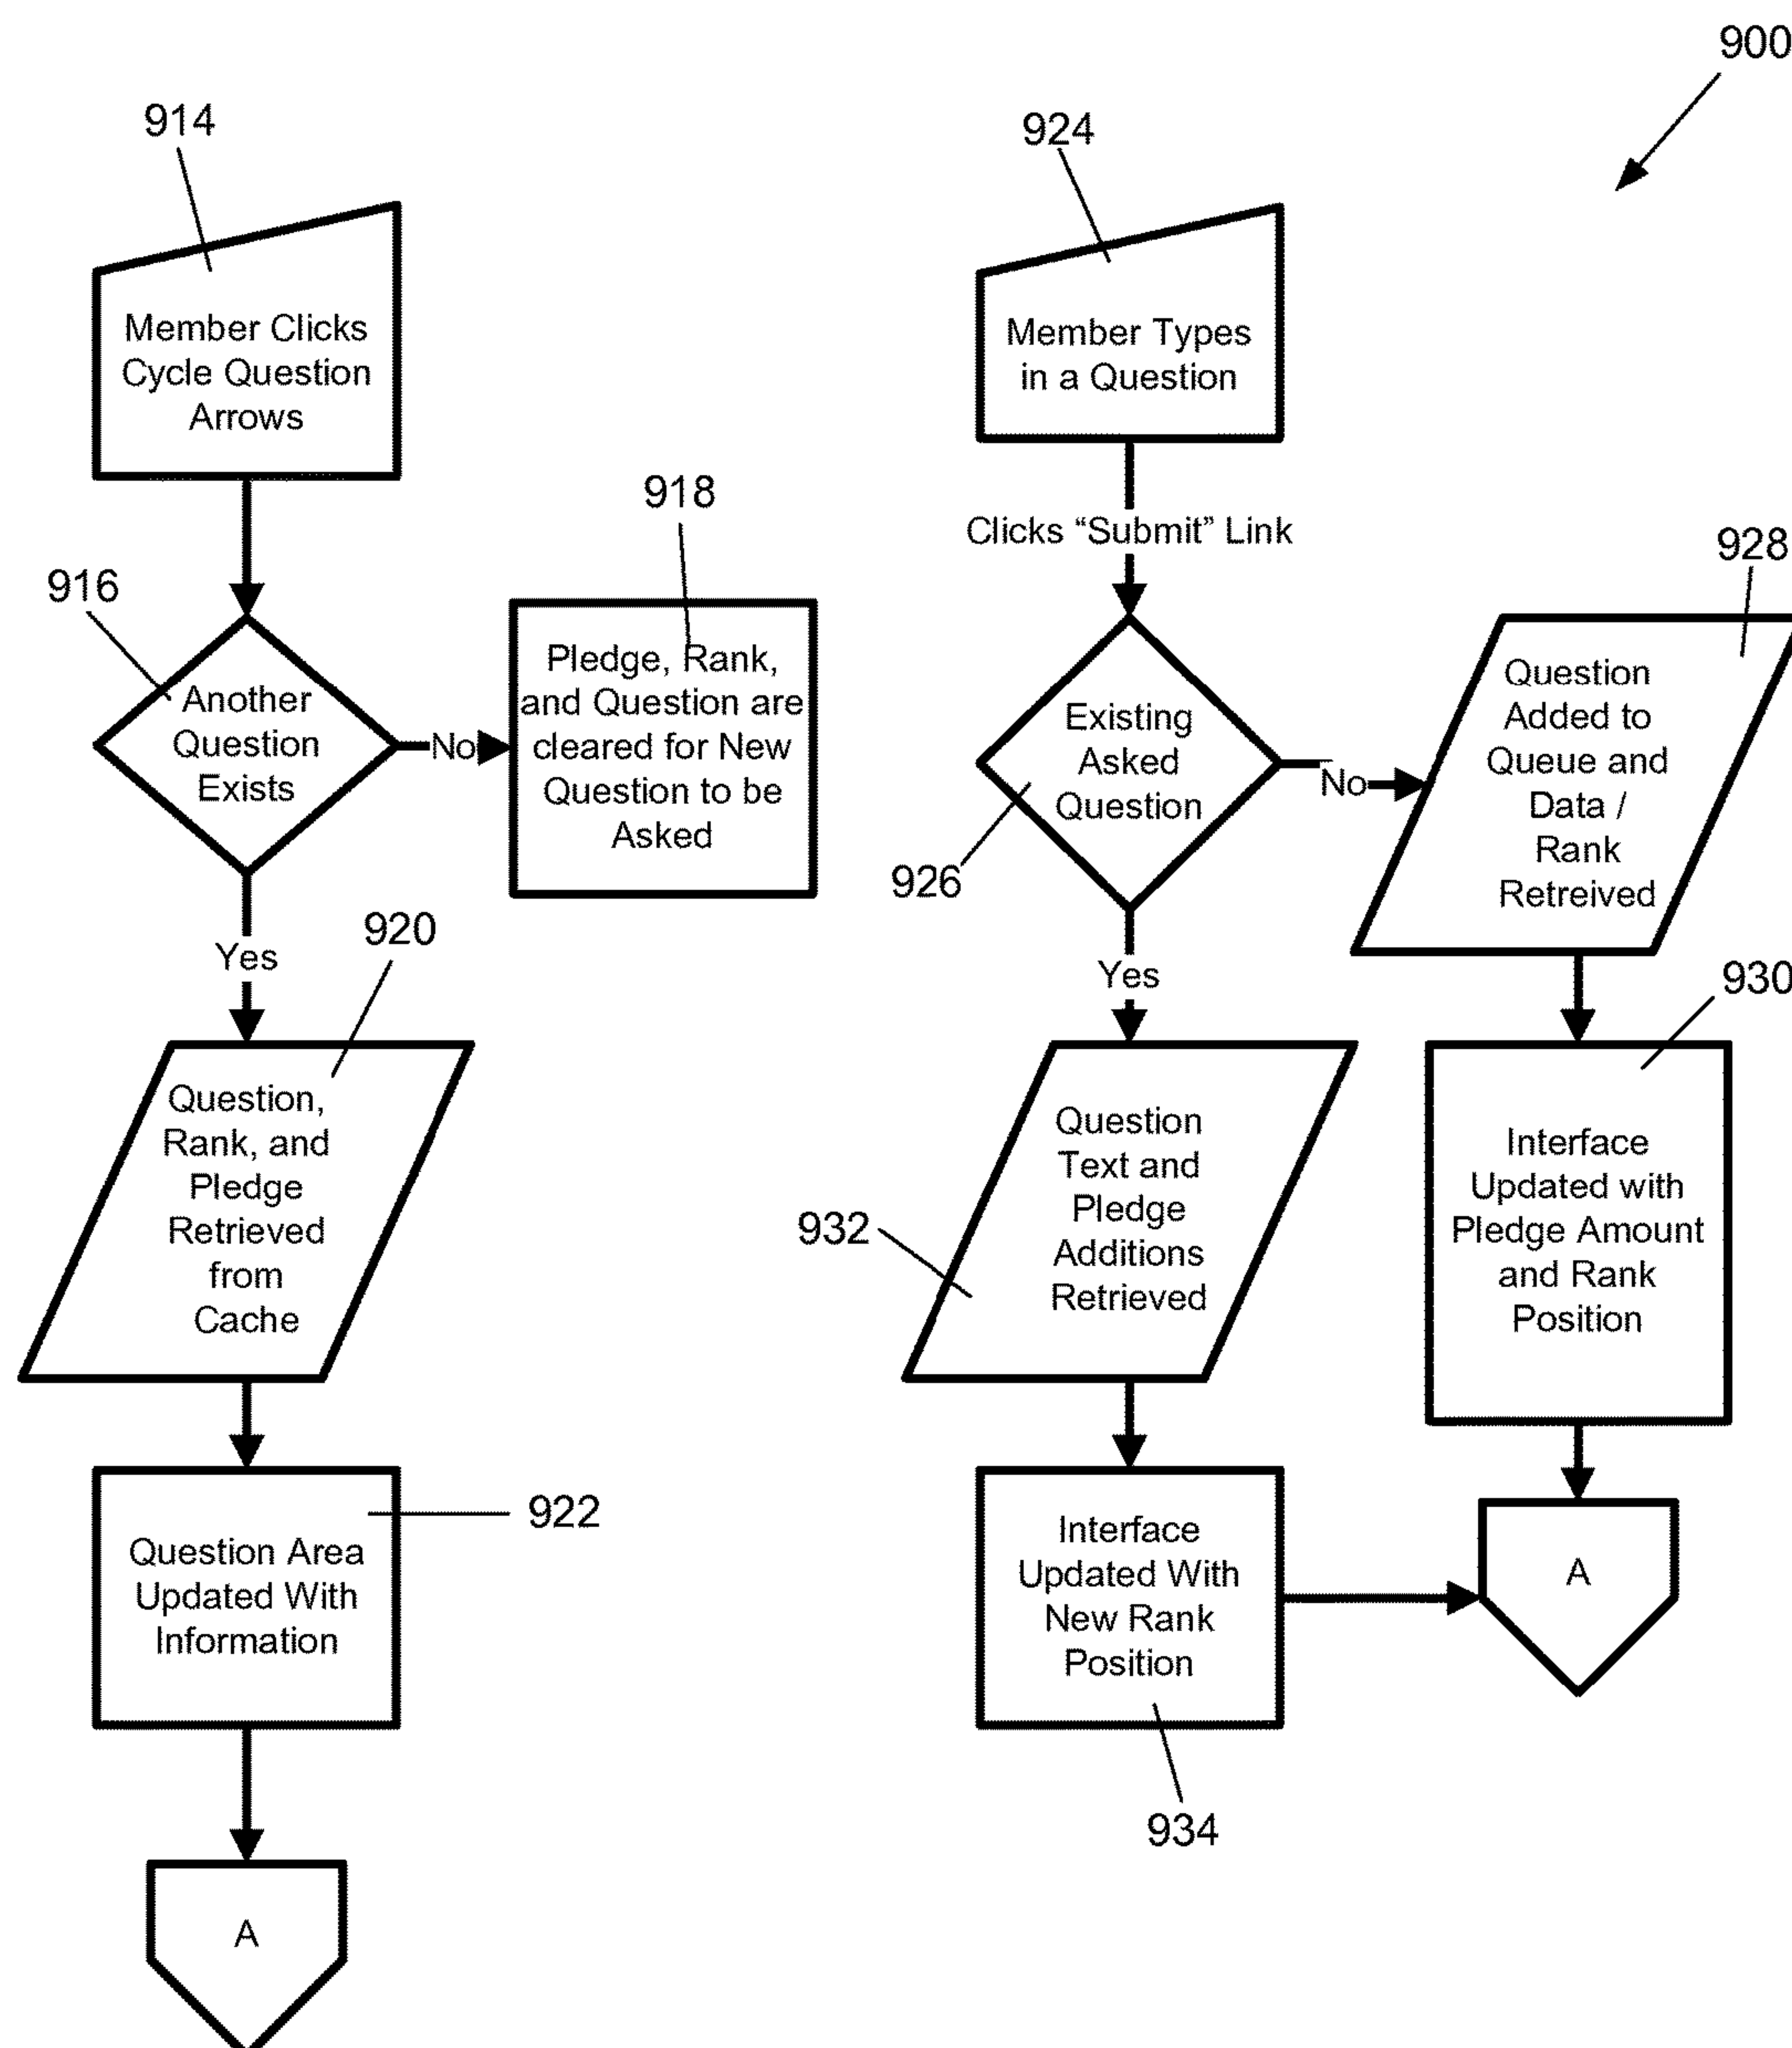 900
914
Member Clicks
Cycle Question
Arrows
916
Another
Question
Exists
No
918
Pledge, Rank,
and Question are
cleared for New
Question to be
Asked
Yes
920
Question,
Rank, and
Pledge
Retrieved
from
Cache
922
Question Area
Updated With
Information
A
924
Member Types
in a Question
Clicks “Submit” Link
926
Existing
Asked
Question
No
928
Question
Added to
Queue and
Data /
Rank
Retreived
930
Interface
Updated with
Pledge Amount
and Rank
Position
Yes
932
Question
Text and
Pledge
Additions
Retrieved
Interface
Updated With
New Rank
Position
934
A